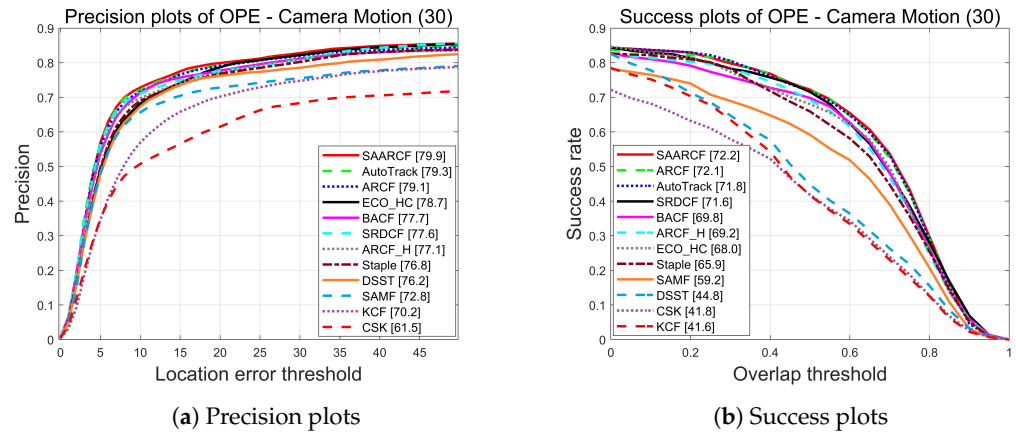 Precision plots of OPE - Camera Motion (30)
0.9
0.8
0.7
0.6
0.5
0.4
0.3
0.2
0.1
0
Precision
SAARCF [79.9]
AutoTrack [79.3]
ARCF [79.1]
ECO_HC [78.7]
BACF [77.7]
SRDCF [77.6]
ARCF_H [77.1]
Staple [76.8]
DSST [76.2]
SAMF [72.8]
KCF [70.2]
CSK [61.5]
0 5 10 15 20 25 30 35 40 45
Location error threshold
(a) Precision plots
Success plots of OPE - Camera Motion (30)
0.9
0.8
0.7
0.6
0.5
0.4
0.3
0.2
0.1
0
Success rate
SAARCF [72.2]
ARCF [72.1]
AutoTrack [71.8]
SRDCF [71.6]
BACF [69.8]
ARCF_H [69.2]
ECO_HC [68.0]
Staple [65.9]
SAMF [59.2]
DSST [44.8]
CSK [41.8]
KCF [41.6]
0 0.2 0.4 0.6 0.8 1
Overlap threshold
(b) Success plots